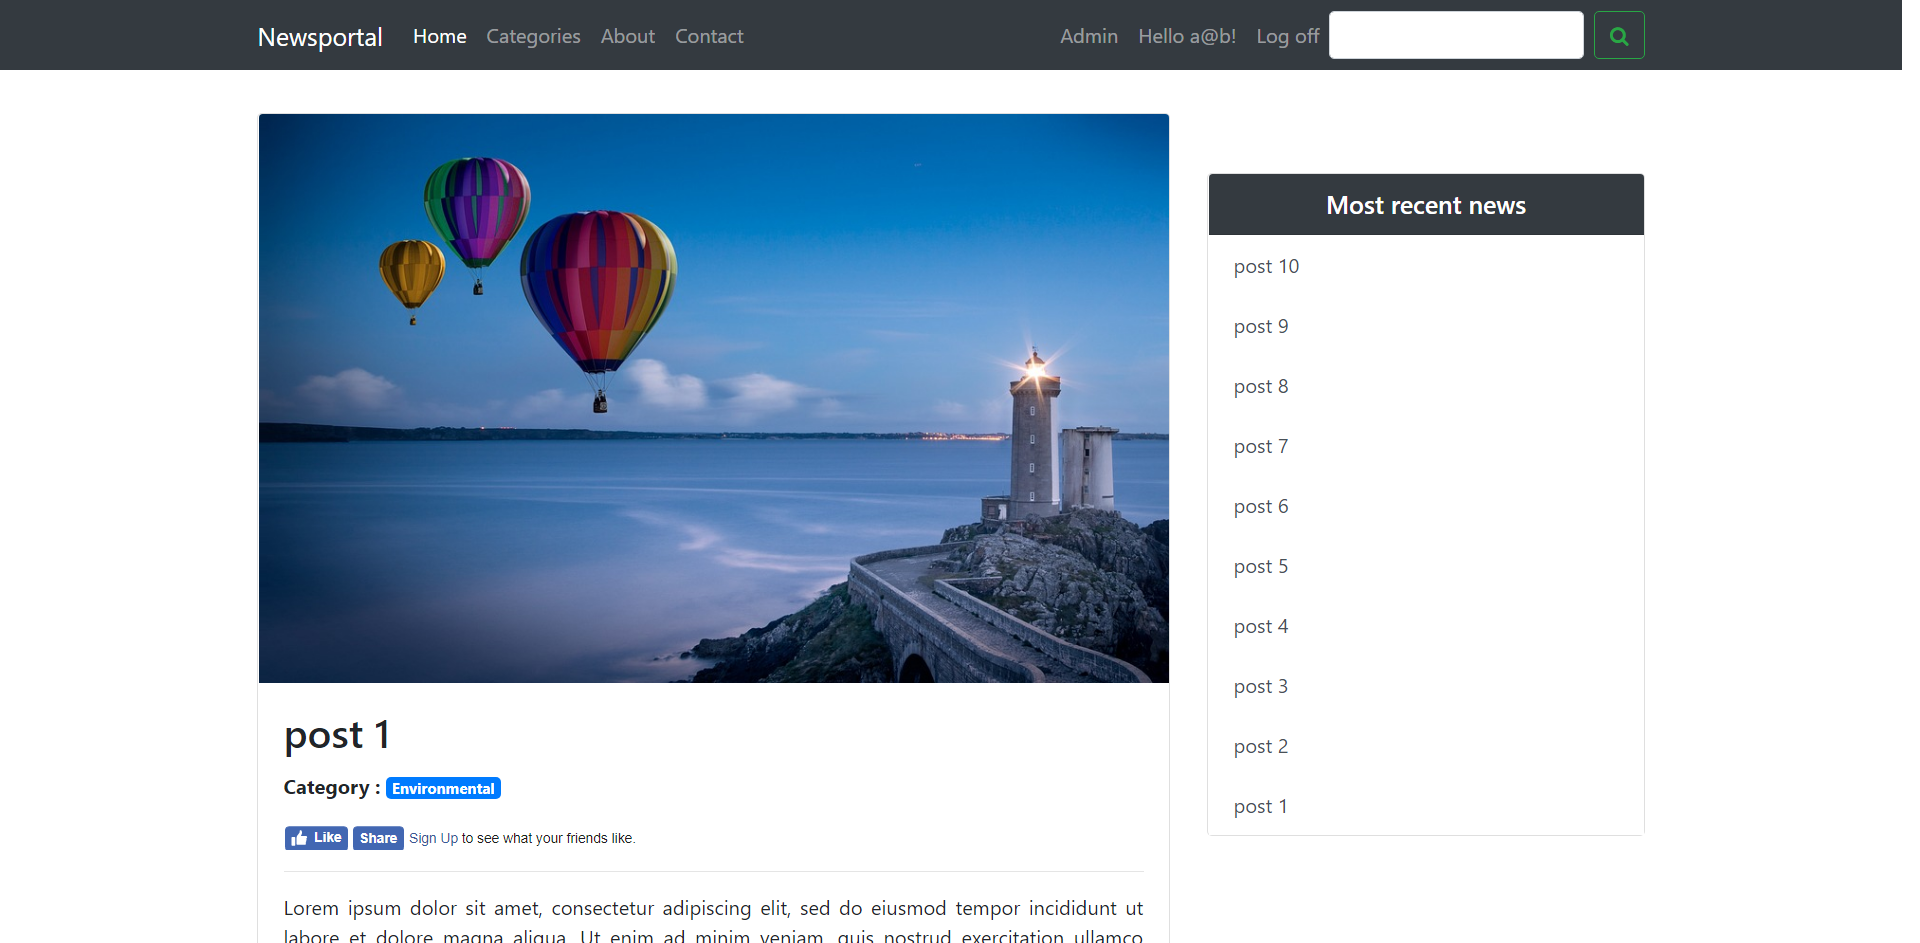 Newsportal Home Categories About Contact Admin Hello a@b! Log off
post 1
Category : Environmental
Like Share Sign Up to see what your friends like.
Lorem ipsum dolor sit amet, consectetur adipiscing elit, sed do eiusmod tempor incididunt ut
labore et dolore magna aliqua. Ut enim ad minim veniam, quis nostrud exercitation ullamco
Most recent news
post 10
post 9
post 8
post 7
post 6
post 5
post 4
post 3
post 2
post 1